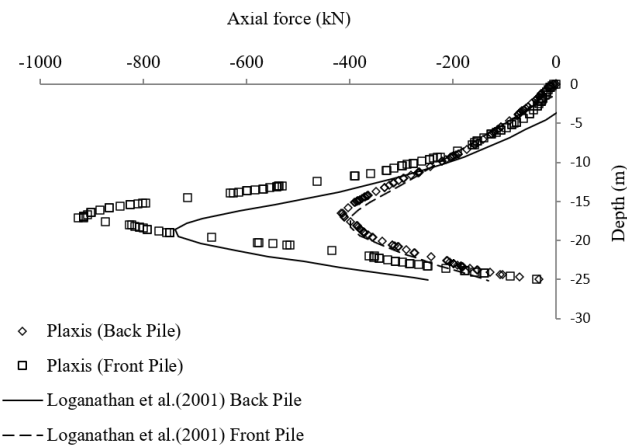 Axial force (kN)
-1000 -800 -600 -400 -200 0
0
-5
-10
-15
-20
-25
-30
Depth (m)
Plaxis (Back Pile)
Plaxis (Front Pile)
Loganathan et al.(2001) Back Pile
Loganathan et al.(2001) Front Pile